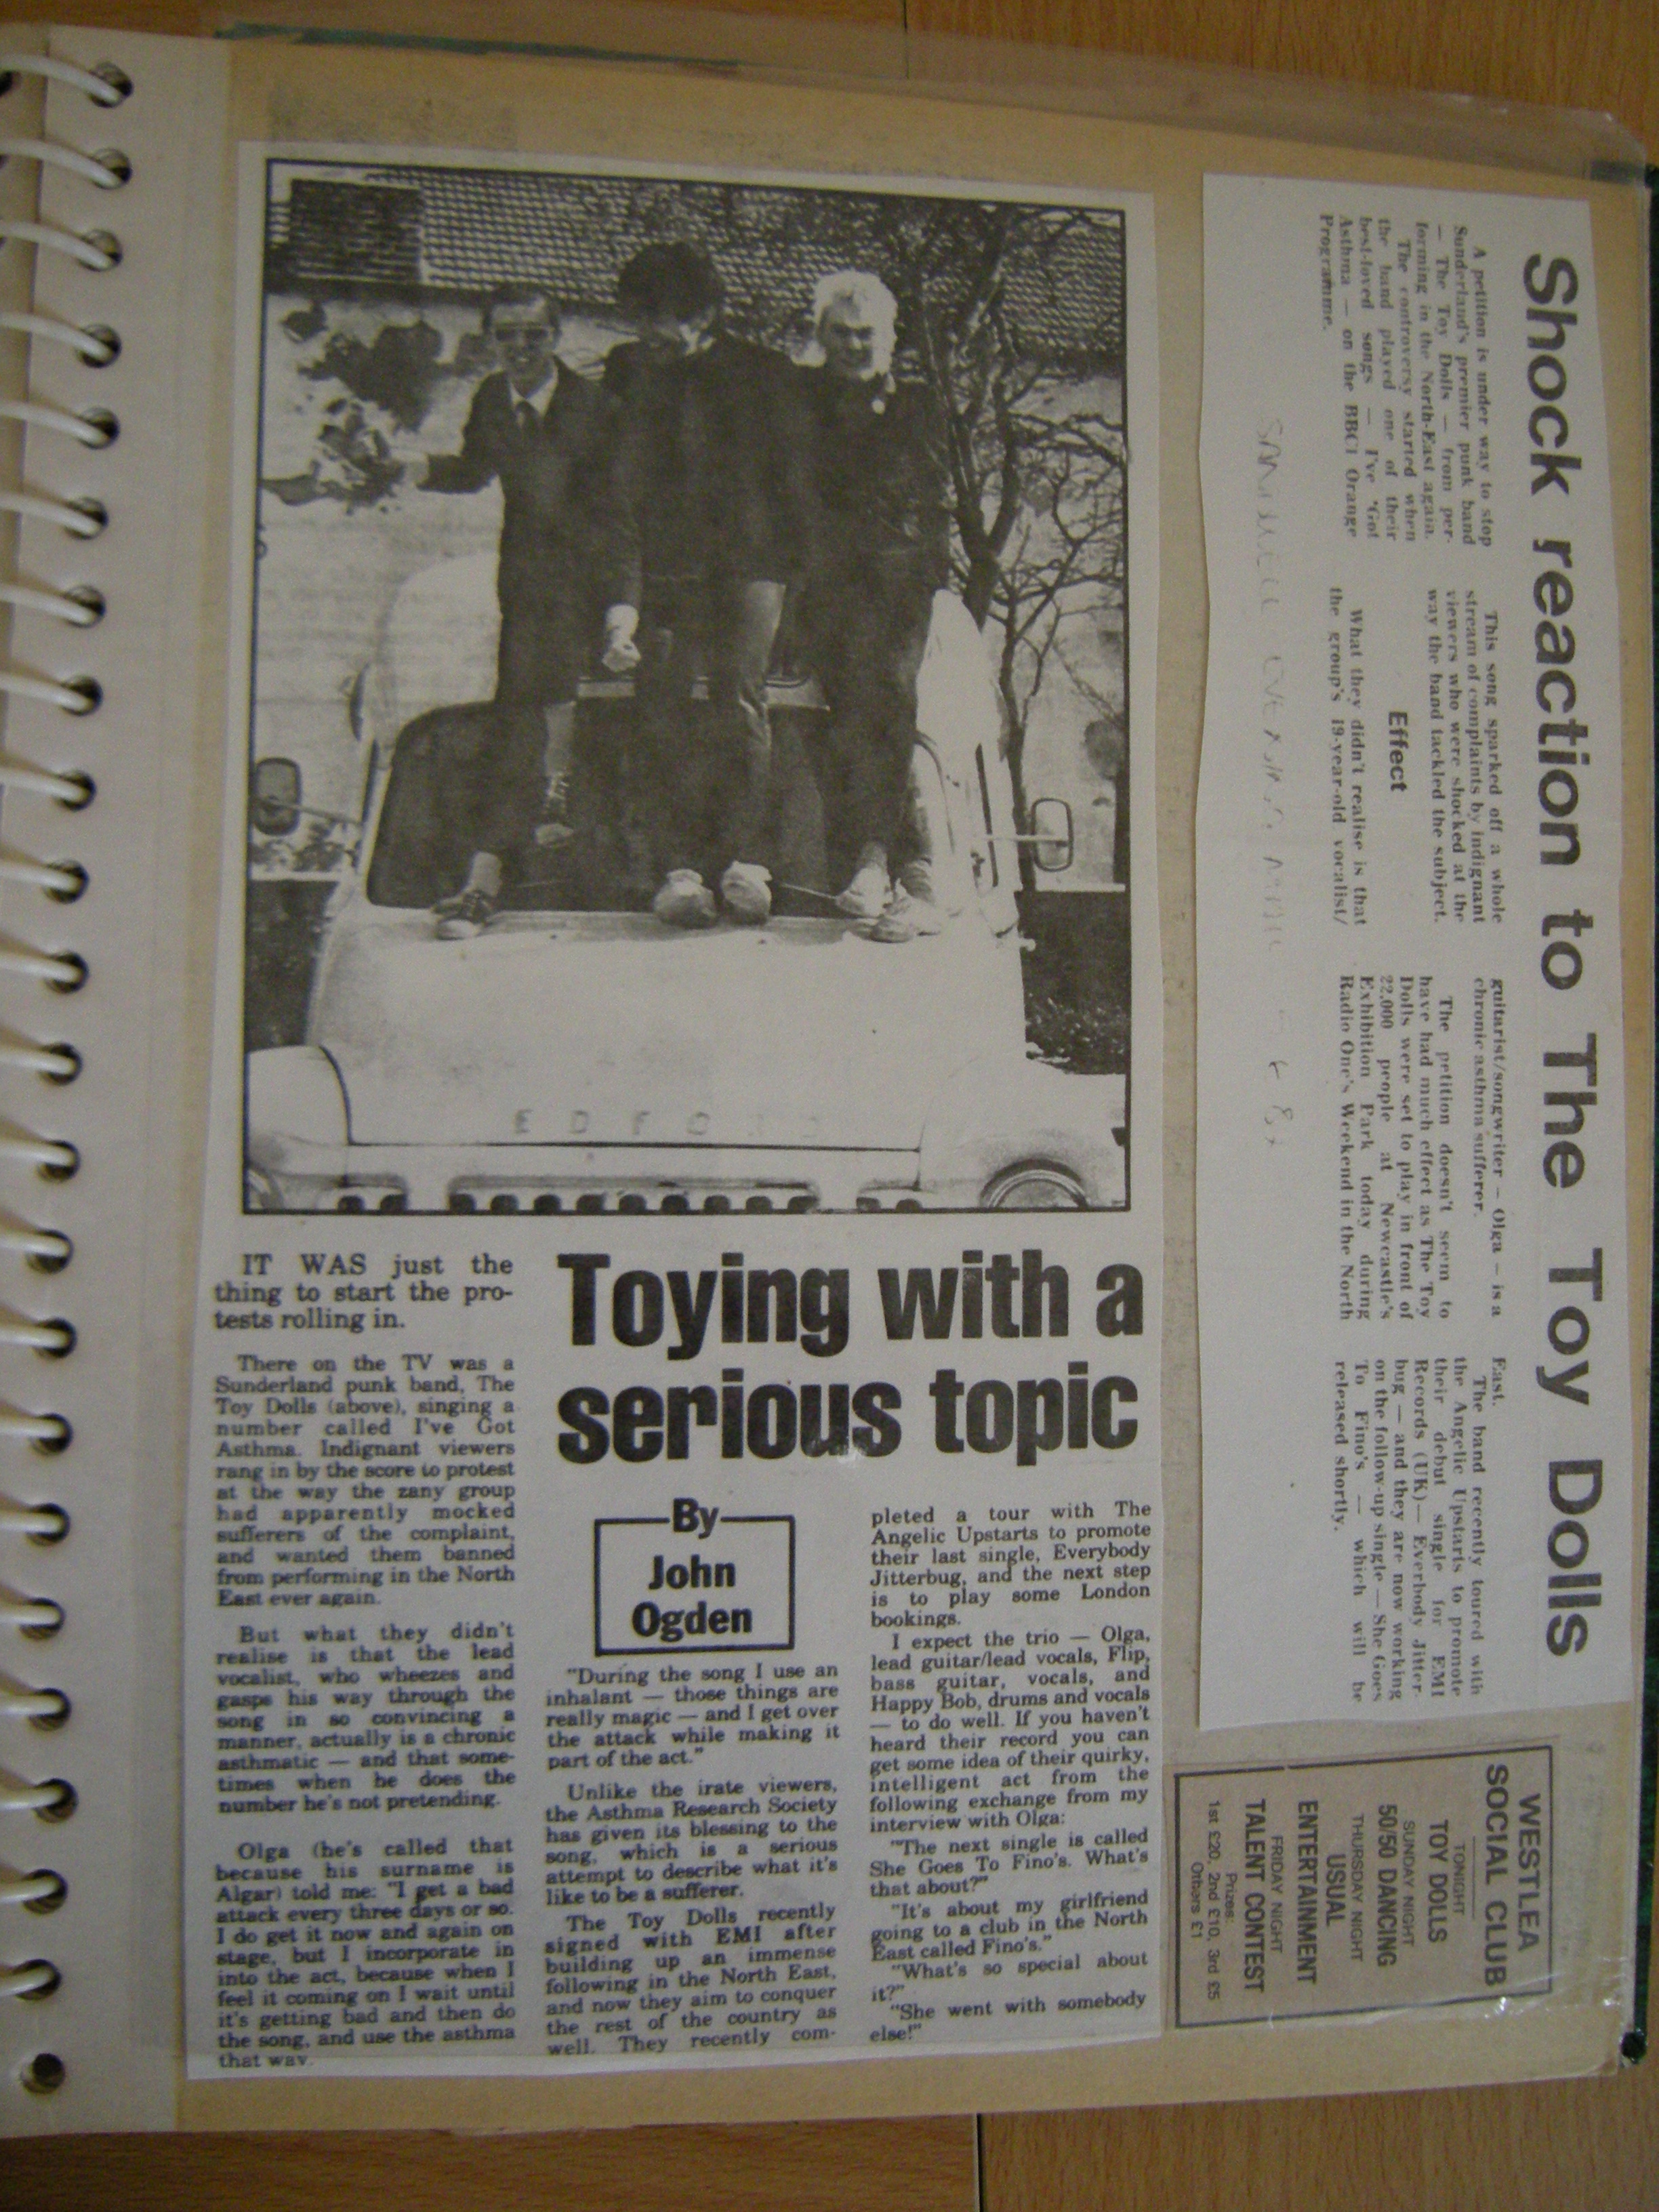 EDFO
Toying with a
serious topic
By
John
Ogden
IT WAS just the
thing to start the pro-
tests rolling in.
There on the TV was a
Sunderland punk band, The
Toy Dolls (above), singing a
number called I've Got
Asthma. Indignant viewers
rang in by the score to protest
at the way the zany group
had apparently mocked
sufferers of the complaint,
and wanted them banned
from performing in the North
East ever again.
But what they didn't
realise is that the lead
vocalist, who wheezes and
gasps his way through the
song in so convincing a
manner, actually is a chronic
asthmatic — and that some-
times when he does the
number he's not pretending.
Olga (he's called that
because his surname is
Algar) told me: "I get a bad
attack every three days or so.
I do get it now and again on
stage, but I incorporate in
into the act, because when I
feel it coming on I wait until
it's getting bad and then do
the song, and use the asthma
that way.
"During the song I use an
inhalant — those things are
really magic — and I get over
the attack while making it
part of the act."
Unlike the irate viewers,
the Asthma Research Society
has given its blessing to the
song, which is a serious
attempt to describe what it's
like to be a sufferer.
The Toy Dolls recently
signed with EMI after
building up an immense
following in the North East,
and now they aim to conquer
the rest of the country as
well. They recently com-
pleted a tour with The
Angelic Upstarts to promote
their last single, Everybody
Jitterbug, and the next step
is to play some London
bookings.
I expect the trio — Olga,
lead guitar/lead vocals, Flip,
bass guitar, vocals, and
Happy Bob, drums and vocals
— to do well. If you haven't
heard their record you can
get some idea of their quirky,
intelligent act from the
following exchange from my
interview with Olga:
"The next single is called
She Goes To Fino's. What's
that about?"
"It's about my girlfriend
going to a club in the North
East called Fino's."
"What's so special about
it?"
"She went with somebody
else!"
Shock reaction to The Toy Dolls
A petition is under way to stop
Sunderland's premier punk band
— The Toy Dolls — from per-
forming in the North-East again.
The controversy started when
the band played one of their
best-loved songs — I've 'Got
Asthma — on the BBC1 Orange
Programme.
This song sparked off a whole
stream of complaints by indignant
viewers who were shocked at the
way the band tackled the subject.
Effect
What they didn't realise is that
the group's 19-year-old vocalist/
guitarist/songwriter — Olga — is a
chronic asthma sufferer.
The petition doesn't seem to
have had much effect as The Toy
Dolls were set to play in front of
22,000 people at Newcastle's
Exhibition Park today during
Radio One's Weekend in the North
East.
The band recently toured with
the Angelic Upstarts to promote
their debut single for EMI
Records (UK)— Everbody Jitter-
bug — and they are now working
on the follow-up single — She Goes
To Fino's — which will be
released shortly.
WESTLEA
SOCIAL CLUB
TONIGHT
TOY DOLLS
SUNDAY NIGHT
50/50 DANCING
THURSDAY NIGHT
USUAL
ENTERTAINMENT
FRIDAY NIGHT
TALENT CONTEST
Prizes:
1st £20, 2nd £10, 3rd £5
Others £1